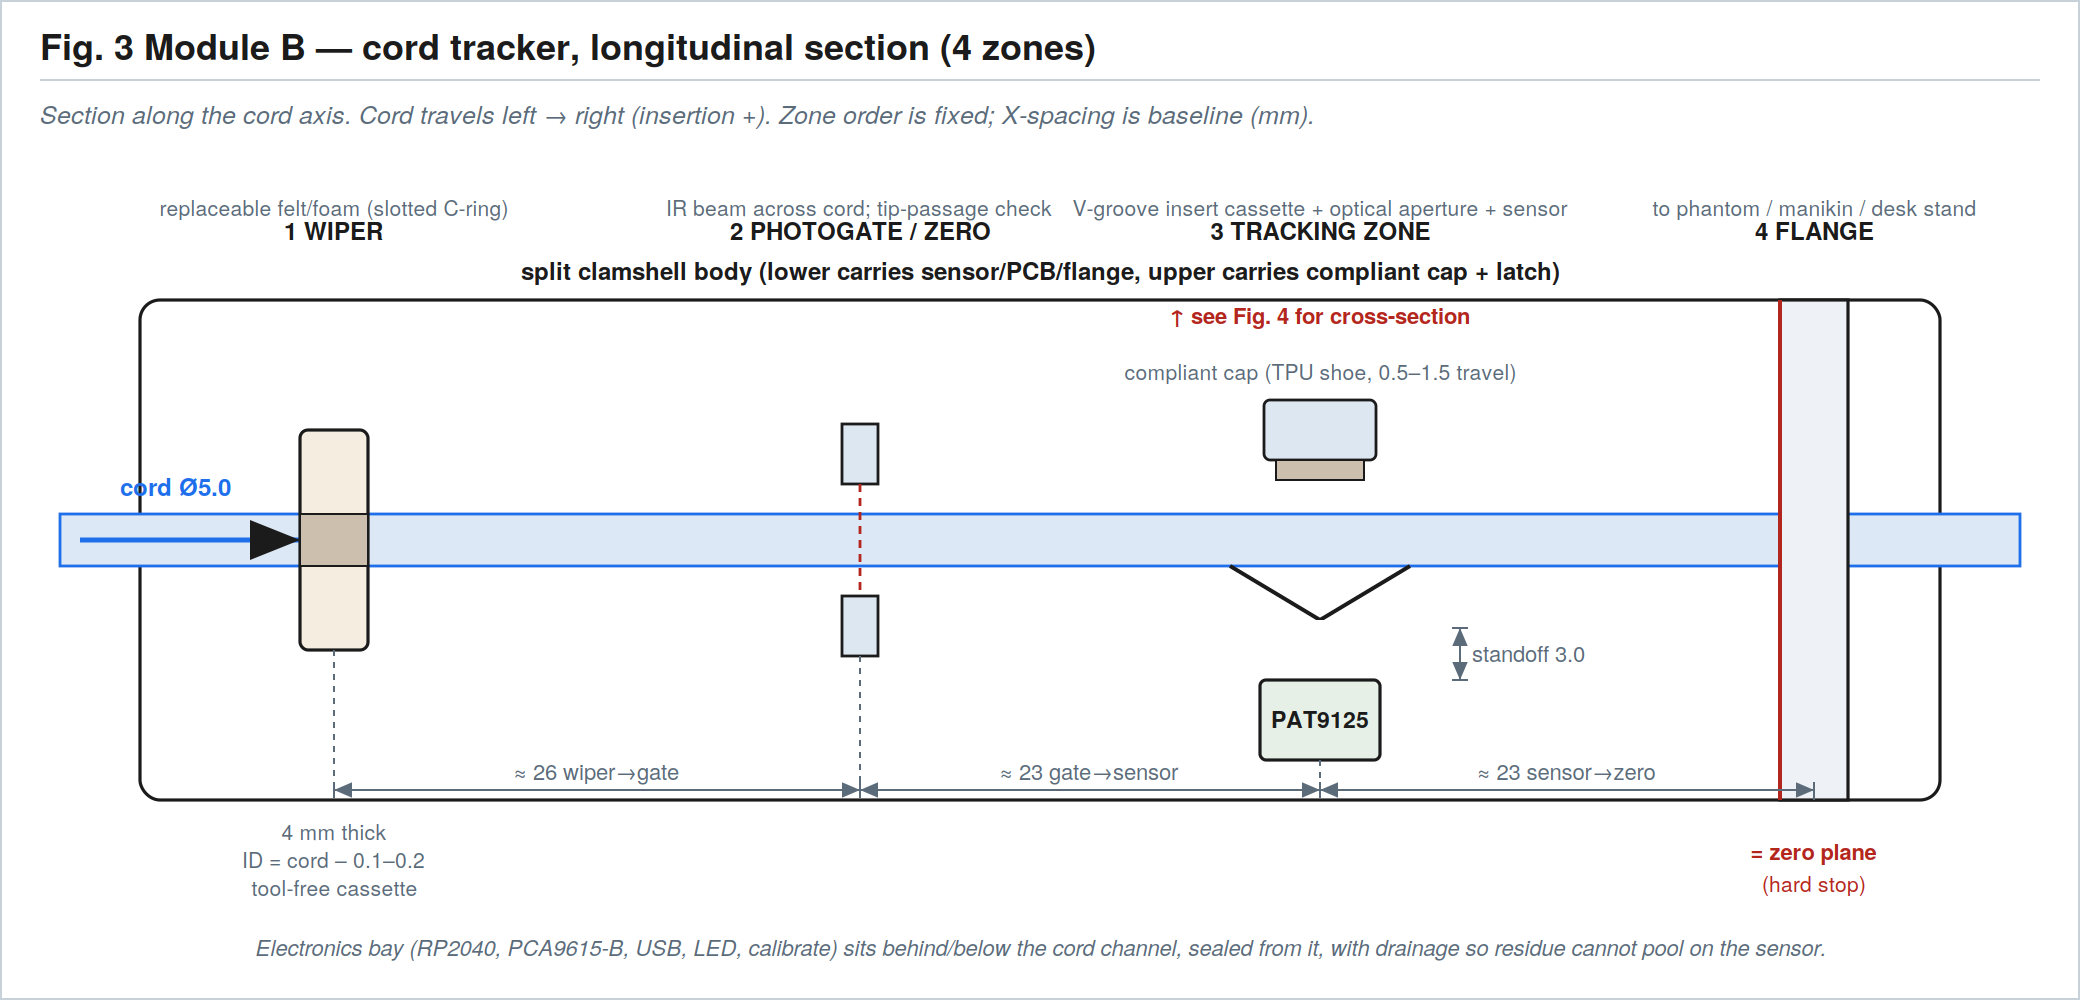 Fig. 3 Module B — cord tracker, longitudinal section (4 zones)
Section along the cord axis. Cord travels left → right (insertion +). Zone order is fixed; X-spacing is baseline (mm).
replaceable felt/foam (slotted C-ring)
1 WIPER
IR beam across cord; tip-passage check
2 PHOTOGATE / ZERO
V-groove insert cassette + optical aperture + sensor
3 TRACKING ZONE
to phantom / manikin / desk stand
4 FLANGE
split clamshell body (lower carries sensor/PCB/flange, upper carries compliant cap + latch)
↑ see Fig. 4 for cross-section
compliant cap (TPU shoe, 0.5–1.5 travel)
cord Ø5.0
standoff 3.0
PAT9125
≈ 26 wiper→gate
≈ 23 gate→sensor
≈ 23 sensor→zero
4 mm thick
ID = cord – 0.1–0.2
tool-free cassette
= zero plane
(hard stop)
Electronics bay (RP2040, PCA9615-B, USB, LED, calibrate) sits behind/below the cord channel, sealed from it, with drainage so residue cannot pool on the sensor.